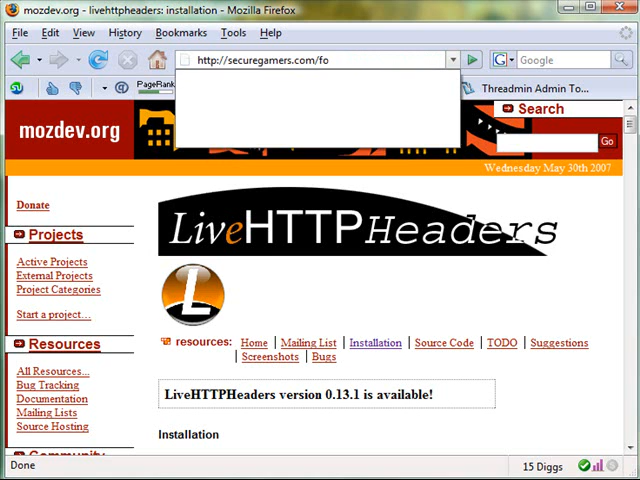 mozdev.org - livehttpheaders: installation - Mozilla Firefox
File Edit View History Bookmarks Tools Help
http://securegamers.com/fo
G Google
PageRank
Threadmin Admin To...
mozdev.org
Search
Go
Wednesday May 30th 2007
Donate
LiveHTTPHeaders
Projects
Active Projects
External Projects
Project Categories
Start a project...
L
resources: Home Mailing List Installation Source Code TODO Suggestions
Screenshots Bugs
Resources
All Resources...
Bug Tracking
Documentation
Mailing Lists
Source Hosting
LiveHTTPHeaders version 0.13.1 is available!
Installation
Community
Done
15 Diggs